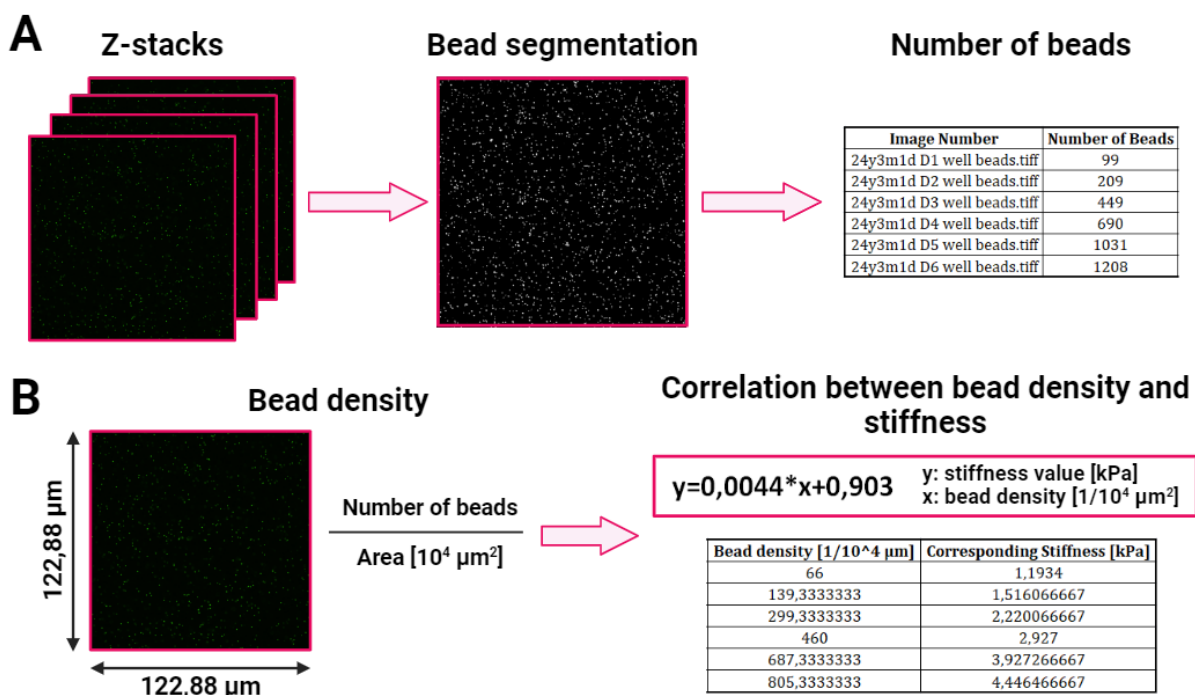 A
Z-stacks
Bead segmentation
Number of beads
Image Number Number of Beads
24y3m1d D1 well beads.tiff 99
24y3m1d D2 well beads.tiff 209
24y3m1d D3 well beads.tiff 449
24y3m1d D4 well beads.tiff 690
24y3m1d D5 well beads.tiff 1031
24y3m1d D6 well beads.tiff 1208
B
Bead density
122,88 µm
122,88 µm
Number of beads
Area [10⁴ µm²]
Correlation between bead density and
stiffness
y=0,0044*x+0,903
y: stiffness value [kPa]
x: bead density [1/10⁴ µm²]
Bead density [1/10^4 µm] Corresponding Stiffness [kPa]
66 1,1934
139,3333333 1,516066667
299,3333333 2,220066667
460 2,927
687,3333333 3,927266667
805,3333333 4,446466667